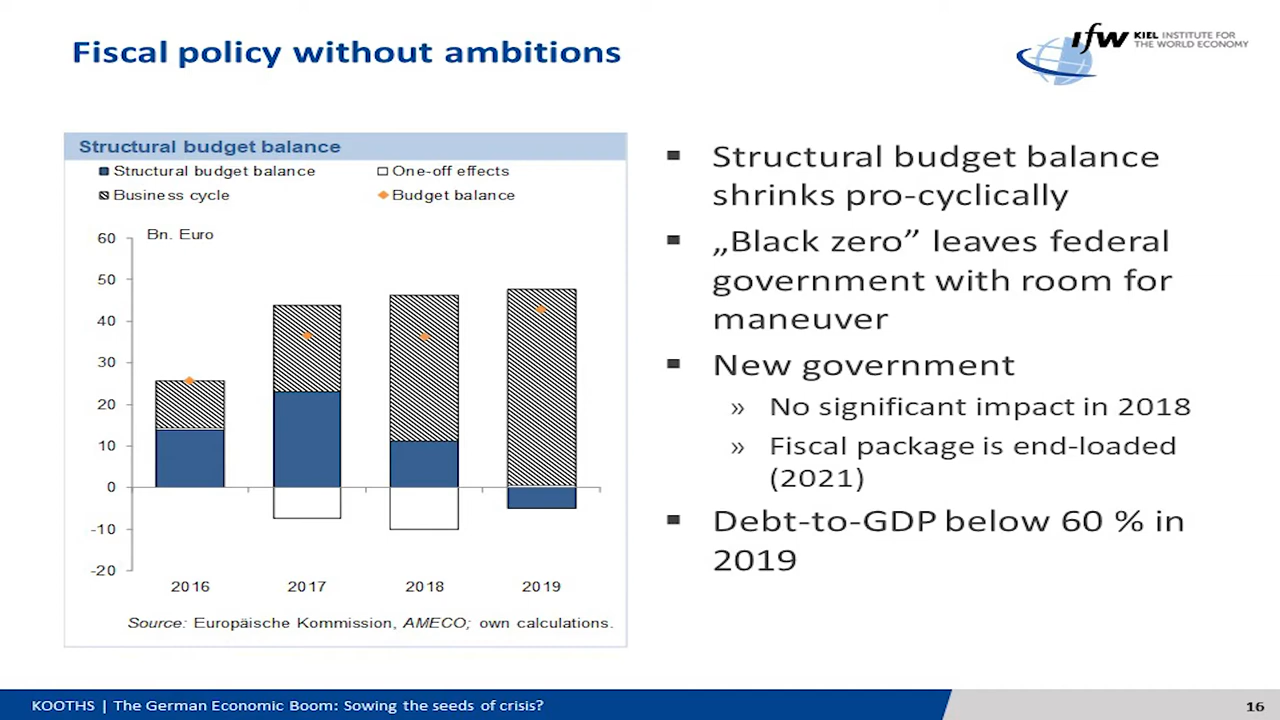 Fiscal policy without ambitions
ifw KIEL INSTITUTE FOR
THE WORLD ECONOMY
Structural budget balance
Structural budget balance
One-off effects
Business cycle
Budget balance
Bn. Euro
60
50
40
30
20
10
0
-10
-20
2016 2017 2018 2019
Source: Europäische Kommission, AMECO; own calculations.
▪ Structural budget balance
shrinks pro-cyclically
▪ „Black zero” leaves federal
government with room for
maneuver
▪ New government
» No significant impact in 2018
» Fiscal package is end-loaded
(2021)
▪ Debt-to-GDP below 60 % in
2019
KOOTHS | The German Economic Boom: Sowing the seeds of crisis?
16